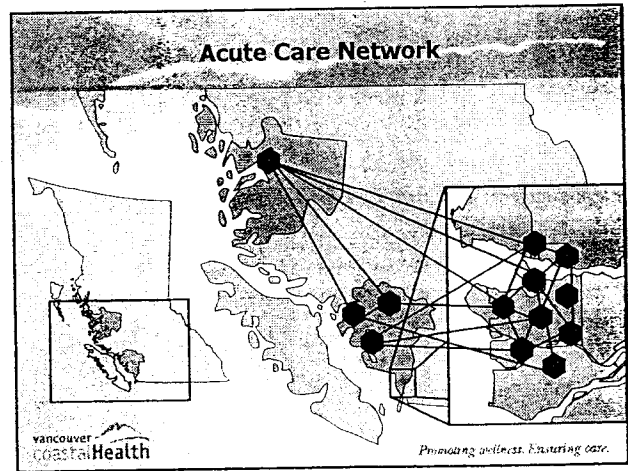 Acute Care Network
vancouver
coastalHealth
Promoting wellness. Ensuring care.